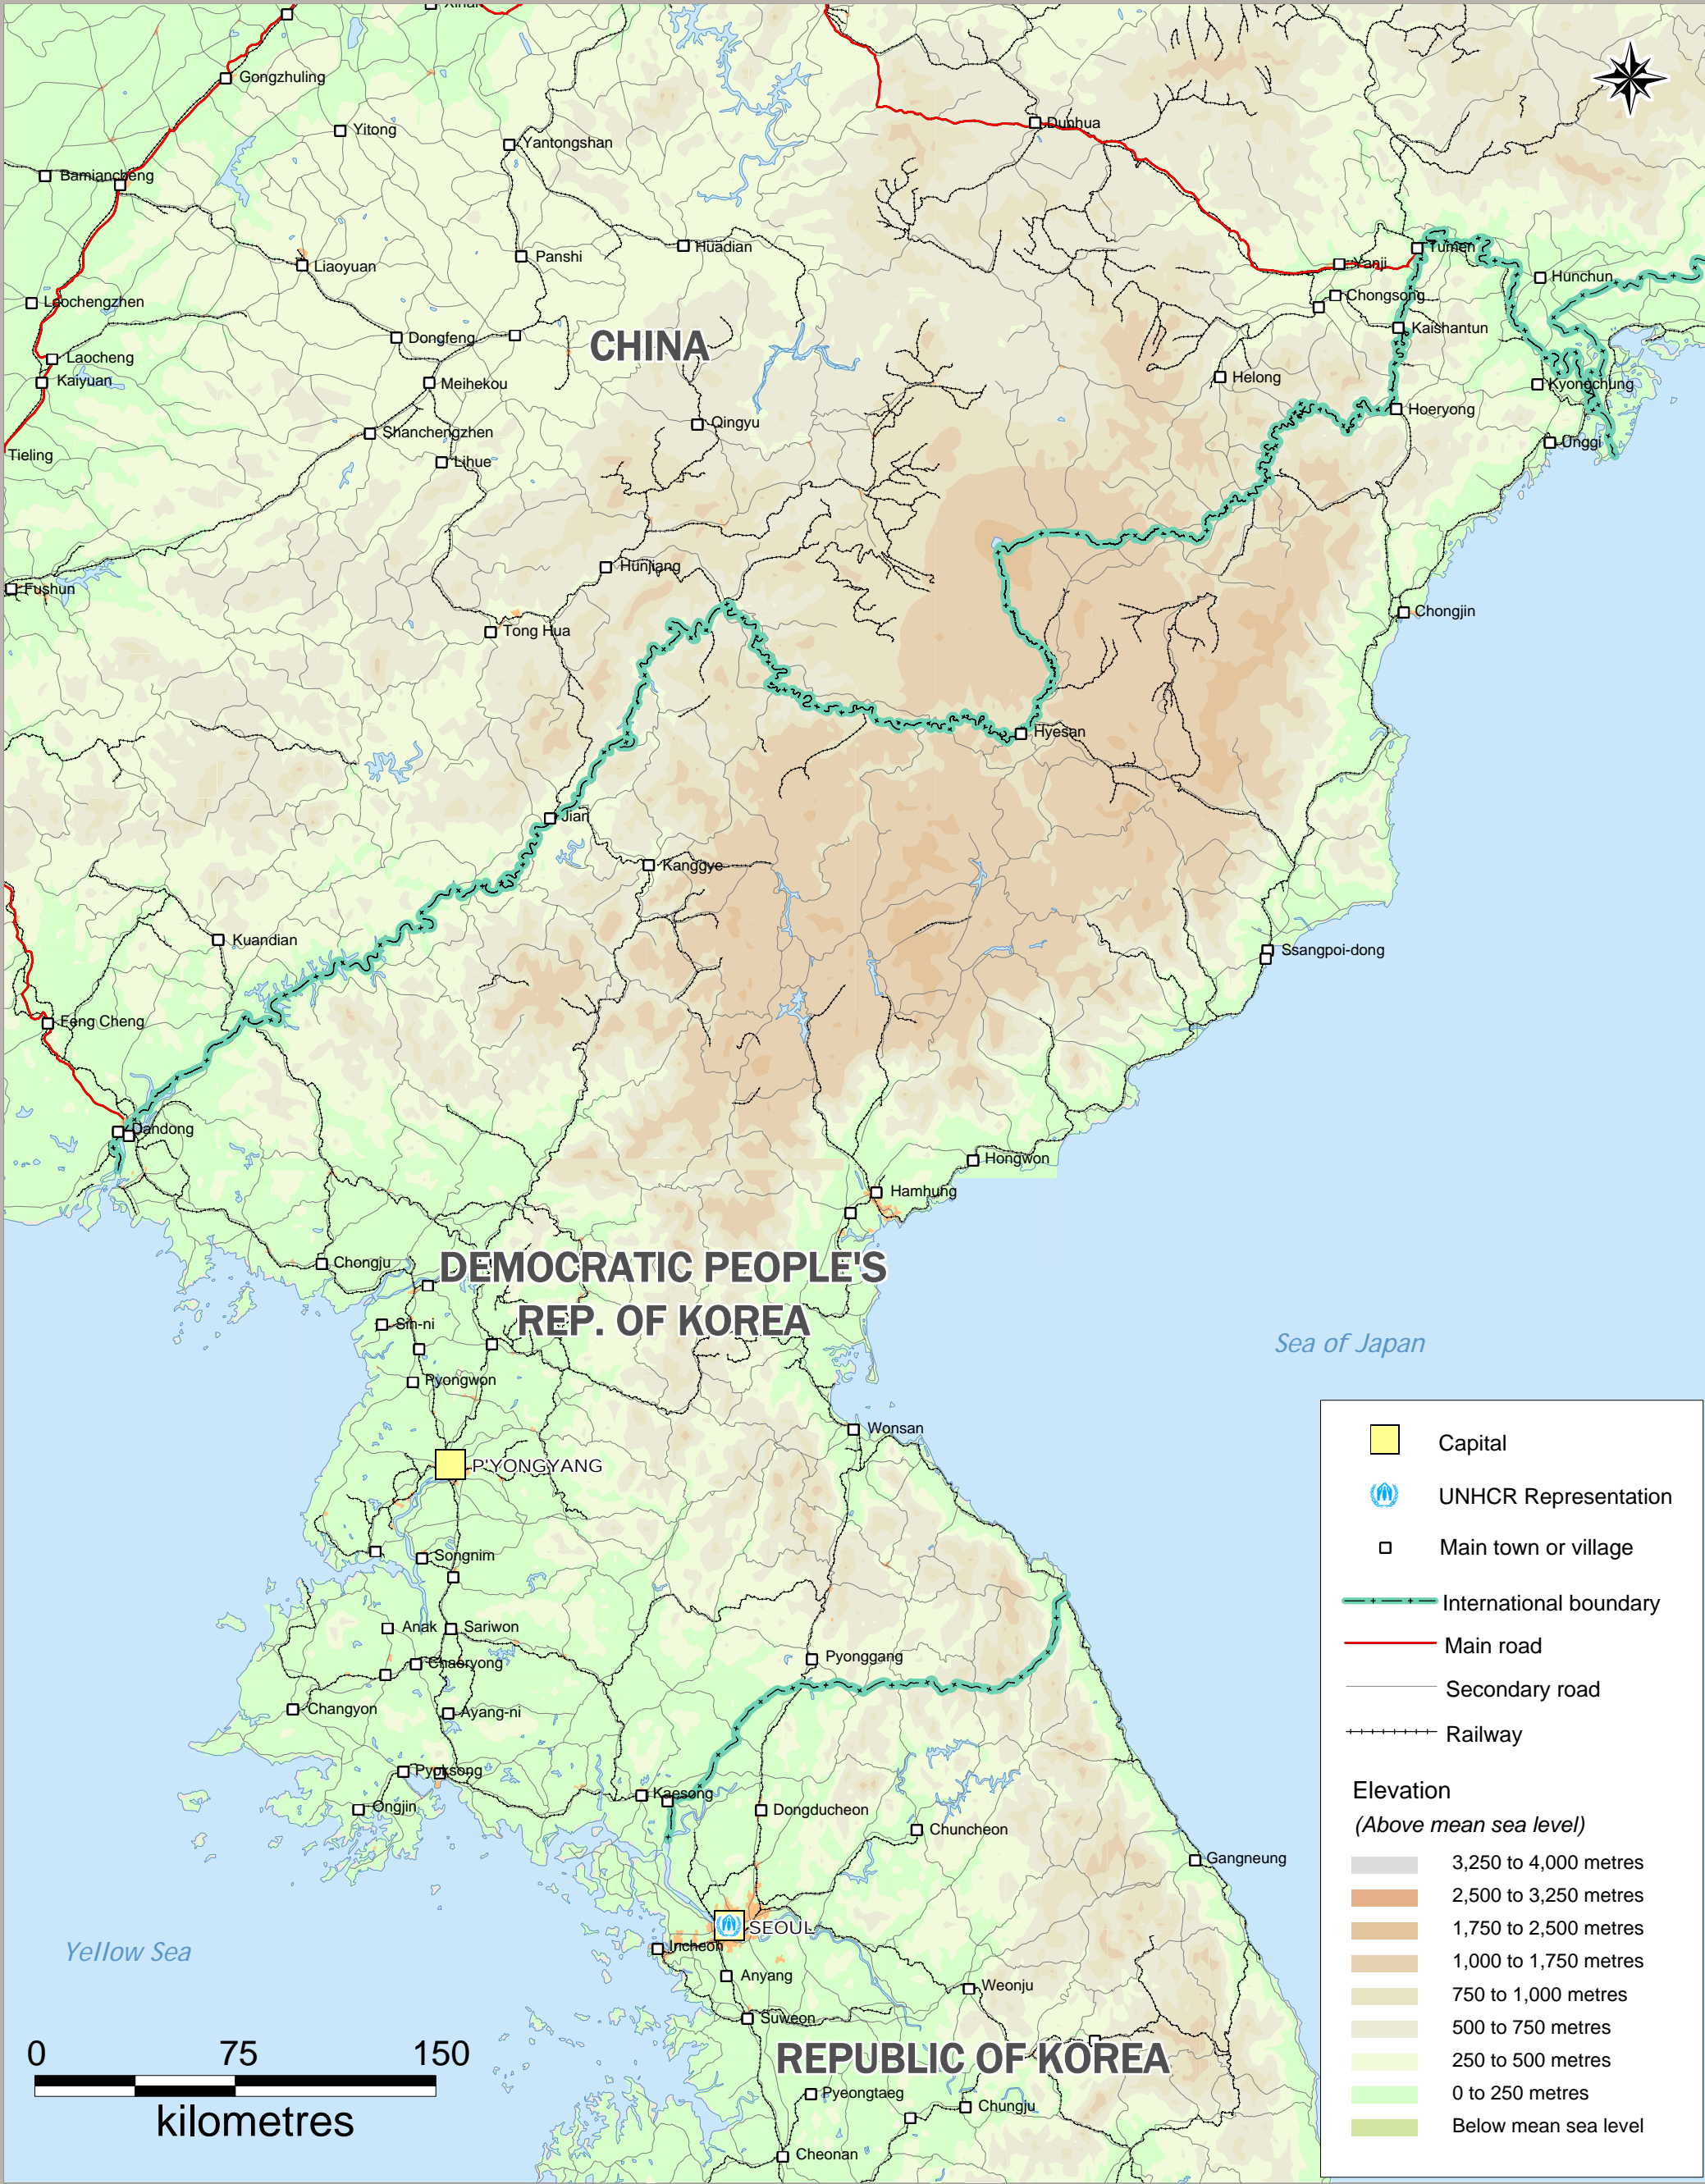 Gongzhuling
Yitong
Yantongshan
Dunhua
Bamiancheng
Huadian
Tumen
Panshi
Yanji
Liaoyuan
Hunchun
Chongsong
Laochengzhen
Kaishantun
Dongfeng
CHINA
Laocheng
Helong
Kaiyuan
Meihekou
Kyongchung
Hoeryong
Qingyu
Shanchengzhen
Unggi
Tieling
Lihue
Hunjiang
Fushun
Chongjin
Tong Hua
Hyesan
Jian
Kanggye
Kuandian
Ssangpoi-dong
Feng Cheng
Dandong
Hongwon
Hamhung
Chongju
DEMOCRATIC PEOPLE'S
REP. OF KOREA
Sin-ni
Sea of Japan
Pyongwon
Wonsan
P'YONGYANG
Songnim
Anak
Sariwon
Pyonggang
Chaeryong
Changyon
Ayang-ni
Pyoksong
Kaesong
Ongjin
Dongducheon
Chuncheon
Gangneung
SEOUL
Incheon
Yellow Sea
Anyang
Weonju
Suweon
REPUBLIC OF KOREA
Pyeongtaeg
Chungju
Cheonan
0 75 150
kilometres
Capital
UNHCR Representation
Main town or village
International boundary
Main road
Secondary road
Railway
Elevation
(Above mean sea level)
3,250 to 4,000 metres
2,500 to 3,250 metres
1,750 to 2,500 metres
1,000 to 1,750 metres
750 to 1,000 metres
500 to 750 metres
250 to 500 metres
0 to 250 metres
Below mean sea level